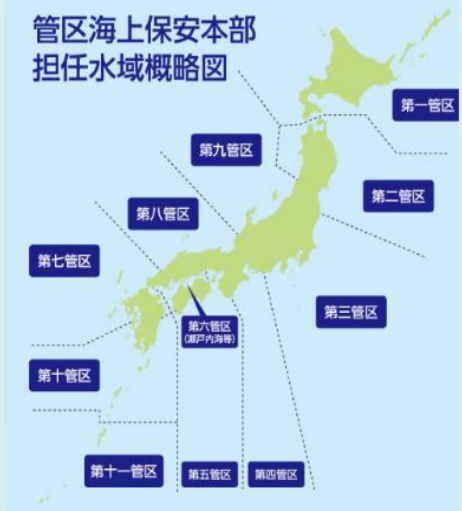 管区海上保安本部
担任水域概略図
第一管区
第九管区
第二管区
第八管区
第七管区
第三管区
第六管区
(瀬戸内海等)
第十管区
第十一管区
第五管区
第四管区